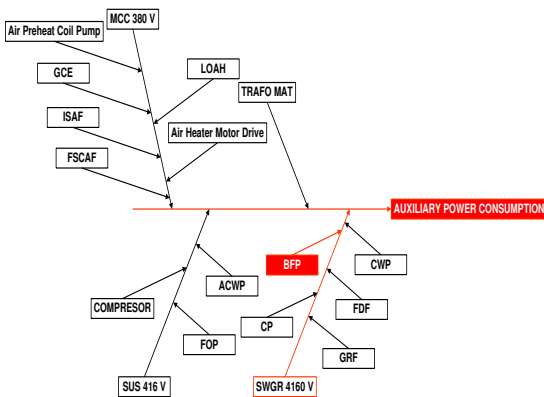 MCC 380 V
Air Preheat Coil Pump
GCE
LOAH
TRAFO MAT
ISAF
Air Heater Motor Drive
FSCAF
AUXILIARY POWER CONSUMPTION
BFP
CWP
ACWP
COMPRESOR
FDF
CP
FOP
GRF
SUS 416 V
SWGR 4160 V